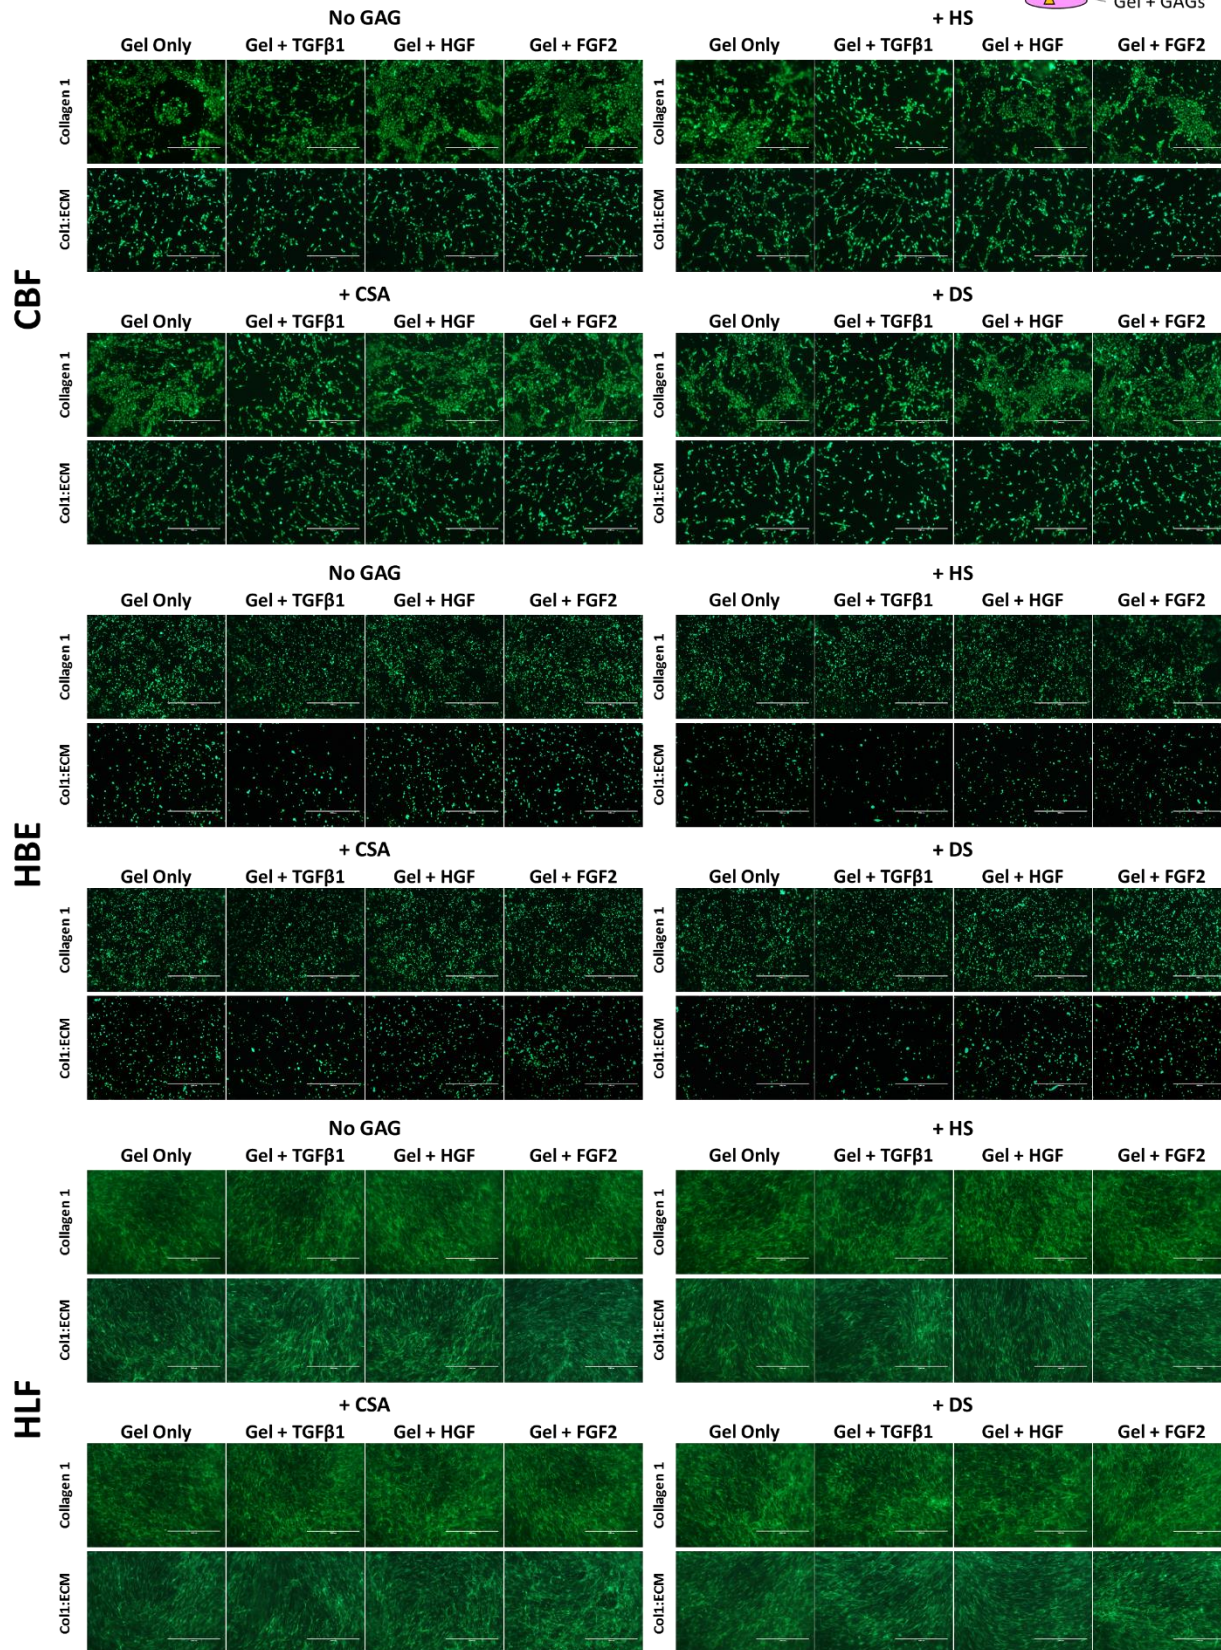 Gel + GAGs
No GAG + HS
Gel Only Gel + TGFβ1 Gel + HGF Gel + FGF2 Gel Only Gel + TGFβ1 Gel + HGF Gel + FGF2
Collagen 1 Collagen 1
Col1:ECM Col1:ECM
CBF
+ CSA + DS
Gel Only Gel + TGFβ1 Gel + HGF Gel + FGF2 Gel Only Gel + TGFβ1 Gel + HGF Gel + FGF2
Collagen 1 Collagen 1
Col1:ECM Col1:ECM
No GAG + HS
Gel Only Gel + TGFβ1 Gel + HGF Gel + FGF2 Gel Only Gel + TGFβ1 Gel + HGF Gel + FGF2
Collagen 1 Collagen 1
Col1:ECM Col1:ECM
HBE
+ CSA + DS
Gel Only Gel + TGFβ1 Gel + HGF Gel + FGF2 Gel Only Gel + TGFβ1 Gel + HGF Gel + FGF2
Collagen 1 Collagen 1
Col1:ECM Col1:ECM
No GAG + HS
Gel Only Gel + TGFβ1 Gel + HGF Gel + FGF2 Gel Only Gel + TGFβ1 Gel + HGF Gel + FGF2
Collagen 1 Collagen 1
Col1:ECM Col1:ECM
HLF
+ CSA + DS
Gel Only Gel + TGFβ1 Gel + HGF Gel + FGF2 Gel Only Gel + TGFβ1 Gel + HGF Gel + FGF2
Collagen 1 Collagen 1
Col1:ECM Col1:ECM